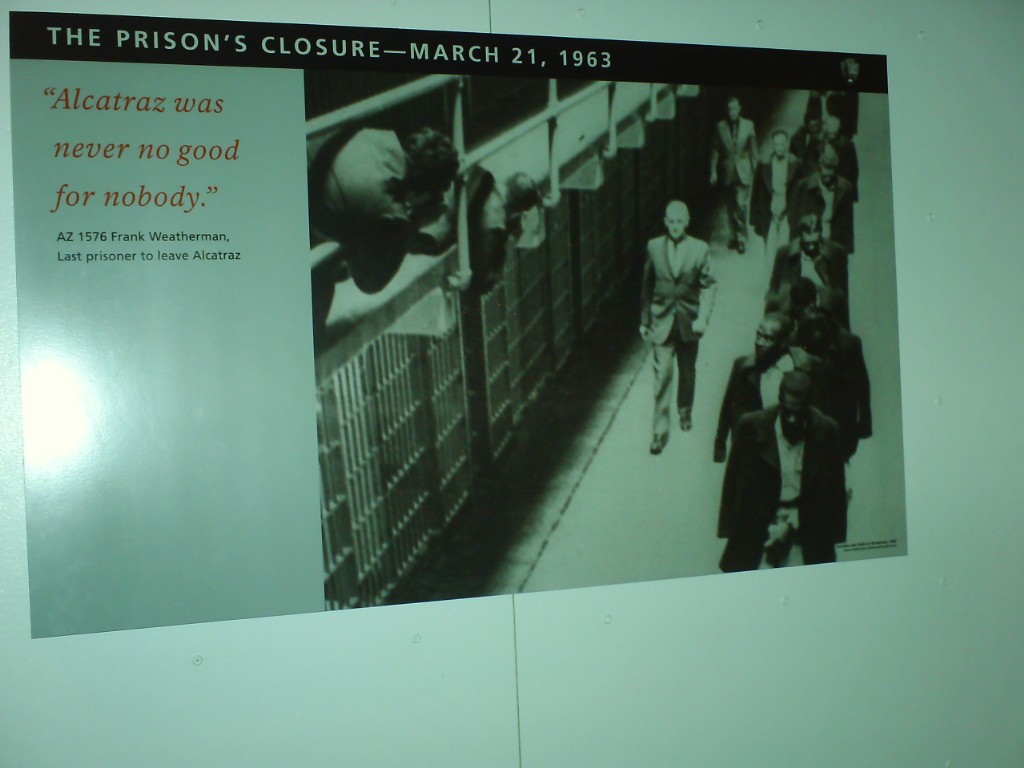 THE PRISON'S CLOSURE—MARCH 21, 1963
“Alcatraz was
never no good
for nobody.”
AZ 1576 Frank Weatherman,
Last prisoner to leave Alcatraz